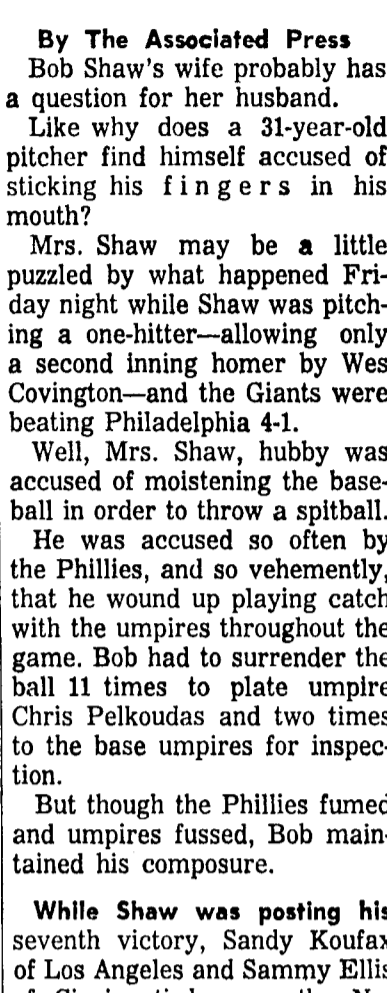 By The Associated Press
Bob Shaw's wife probably has
a question for her husband.
Like why does a 31-year-old
pitcher find himself accused of
sticking his fingers in his
mouth?
Mrs. Shaw may be a little
puzzled by what happened Fri-
day night while Shaw was pitch-
ing a one-hitter—allowing only
a second inning homer by Wes
Covington—and the Giants were
beating Philadelphia 4-1.
Well, Mrs. Shaw, hubby was
accused of moistening the base-
ball in order to throw a spitball.
He was accused so often by
the Phillies, and so vehemently,
that he wound up playing catch
with the umpires throughout the
game. Bob had to surrender the
ball 11 times to plate umpire
Chris Pelkoudas and two times
to the base umpires for inspec-
tion.
But though the Phillies fumed
and umpires fussed, Bob main-
tained his composure.
While Shaw was posting his
seventh victory, Sandy Koufax
of Los Angeles and Sammy Ellis